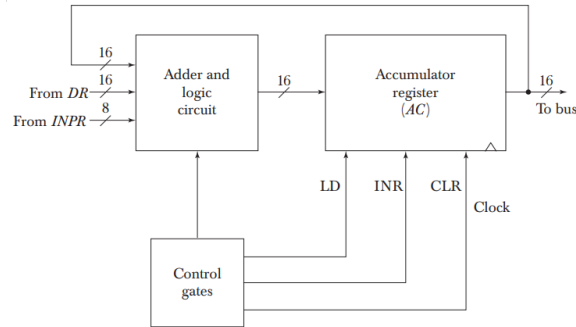 16
16
From DR
8
From INPR
Adder and
logic
circuit
16
Accumulator
register
(AC)
16
To bus
LD
INR
CLR
Clock
Control
gates